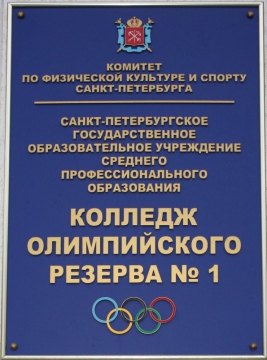 КОМИТЕТ
ПО ФИЗИЧЕСКОЙ КУЛЬТУРЕ И СПОРТУ
САНКТ-ПЕТЕРБУРГА
САНКТ-ПЕТЕРБУРГСКОЕ
ГОСУДАРСТВЕННОЕ
ОБРАЗОВАТЕЛЬНОЕ УЧРЕЖДЕНИЕ
СРЕДНЕГО
ПРОФЕССИОНАЛЬНОГО
ОБРАЗОВАНИЯ
КОЛЛЕДЖ
ОЛИМПИЙСКОГО
РЕЗЕРВА № 1